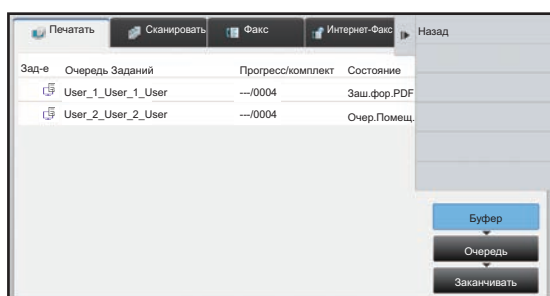 Печатать Сканировать Факс Интернет-Факс Назад
Зад-е Очередь Заданий Прогресс/комплект Состояние
User_1_User_1_User ---/0004 Заш.фор.PDF
User_2_User_2_User ---/0004 Очер.Помещ.
Буфер
Очередь
Заканчивать